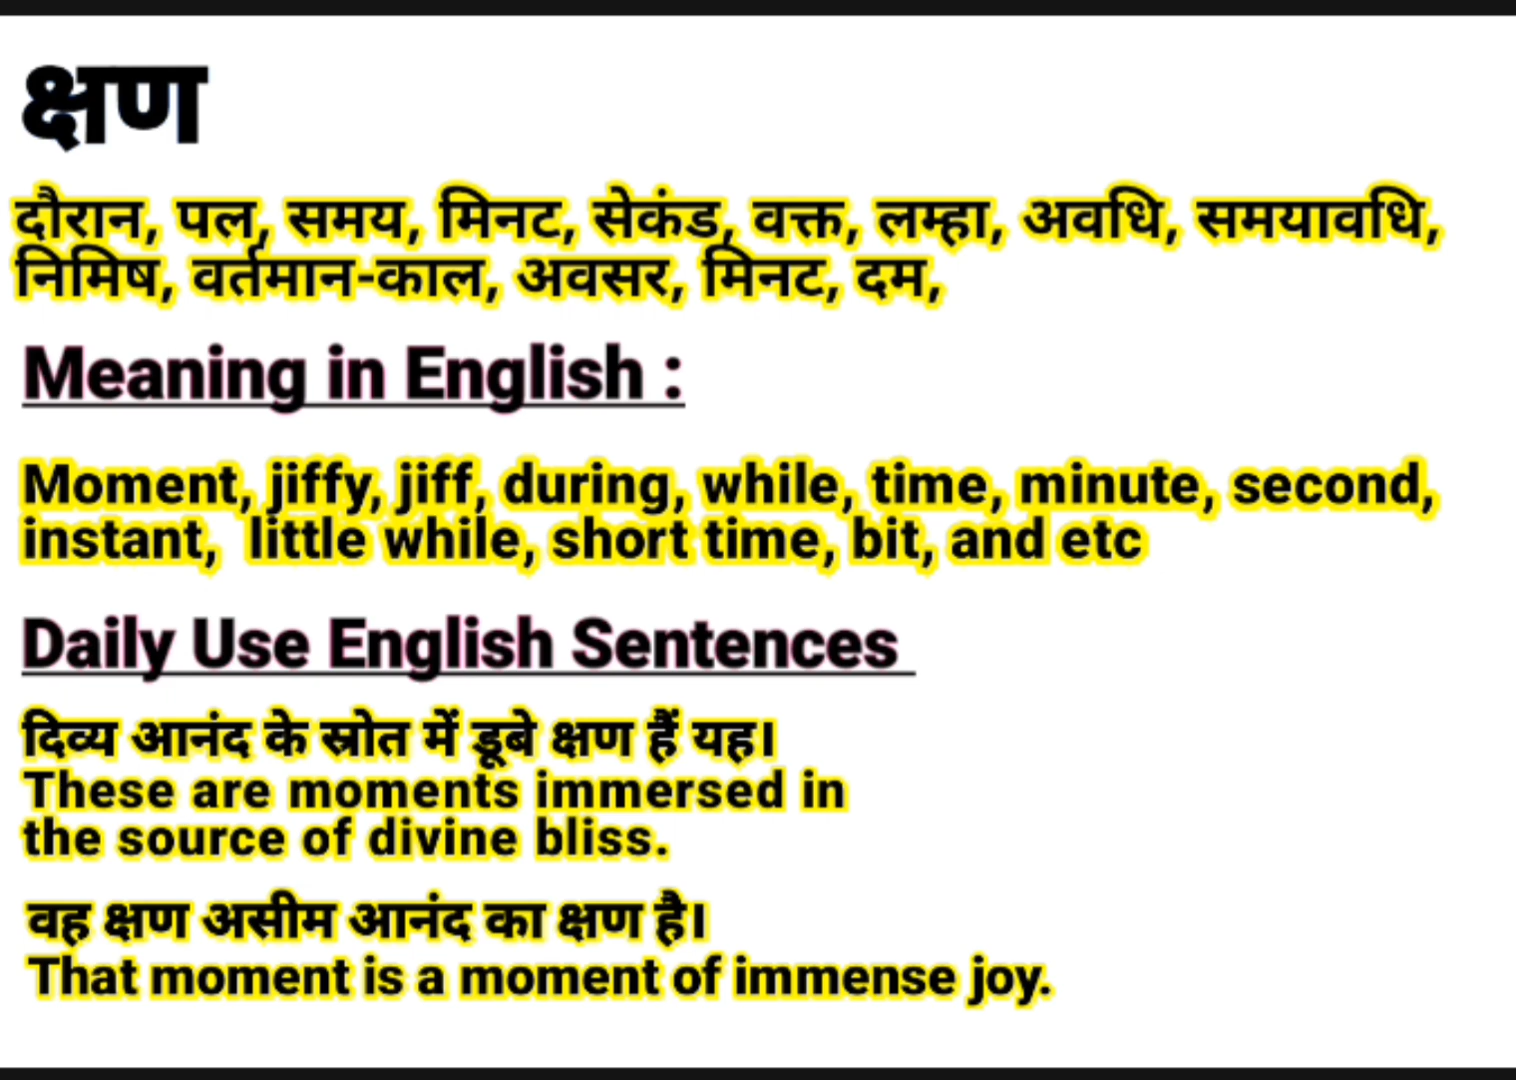 क्षण
दौरान, पल, समय, मिनट, सेकंड, वक्त, लम्हा, अवधि, समयावधि,
निमिष, वर्तमान-काल, अवसर, मिनट, दम,
Meaning in English :
Moment, jiffy, jiff, during, while, time, minute, second,
instant,  little while, short time, bit, and etc
Daily Use English Sentences
दिव्य आनंद के स्रोत में डूबे क्षण हैं यह।
These are moments immersed in
the source of divine bliss.
वह क्षण असीम आनंद का क्षण है।
That moment is a moment of immense joy.